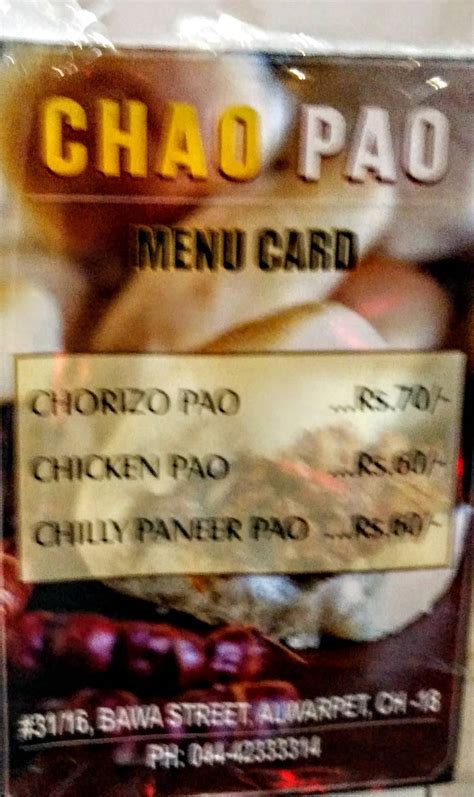 CHAO PAO
MENU CARD
CHORIZO PAO ...Rs.70/-
CHICKEN PAO ...Rs.60/-
CHILLY PANEER PAO ...Rs.60/-
#31/16, BAWA STREET, ALWARPET, CH -18
PH: 044-42333314